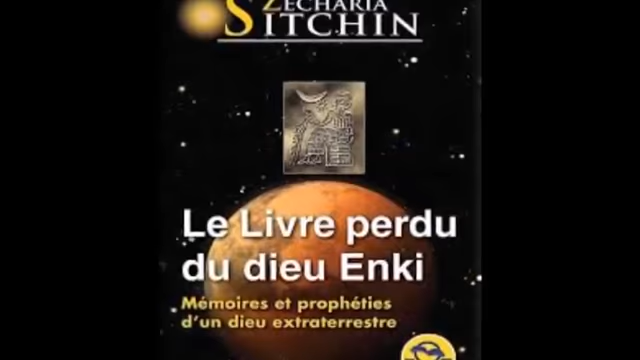 ZECHARIA
SITCHIN
Le Livre perdu
du dieu Enki
Mémoires et prophéties
d'un dieu extraterrestre